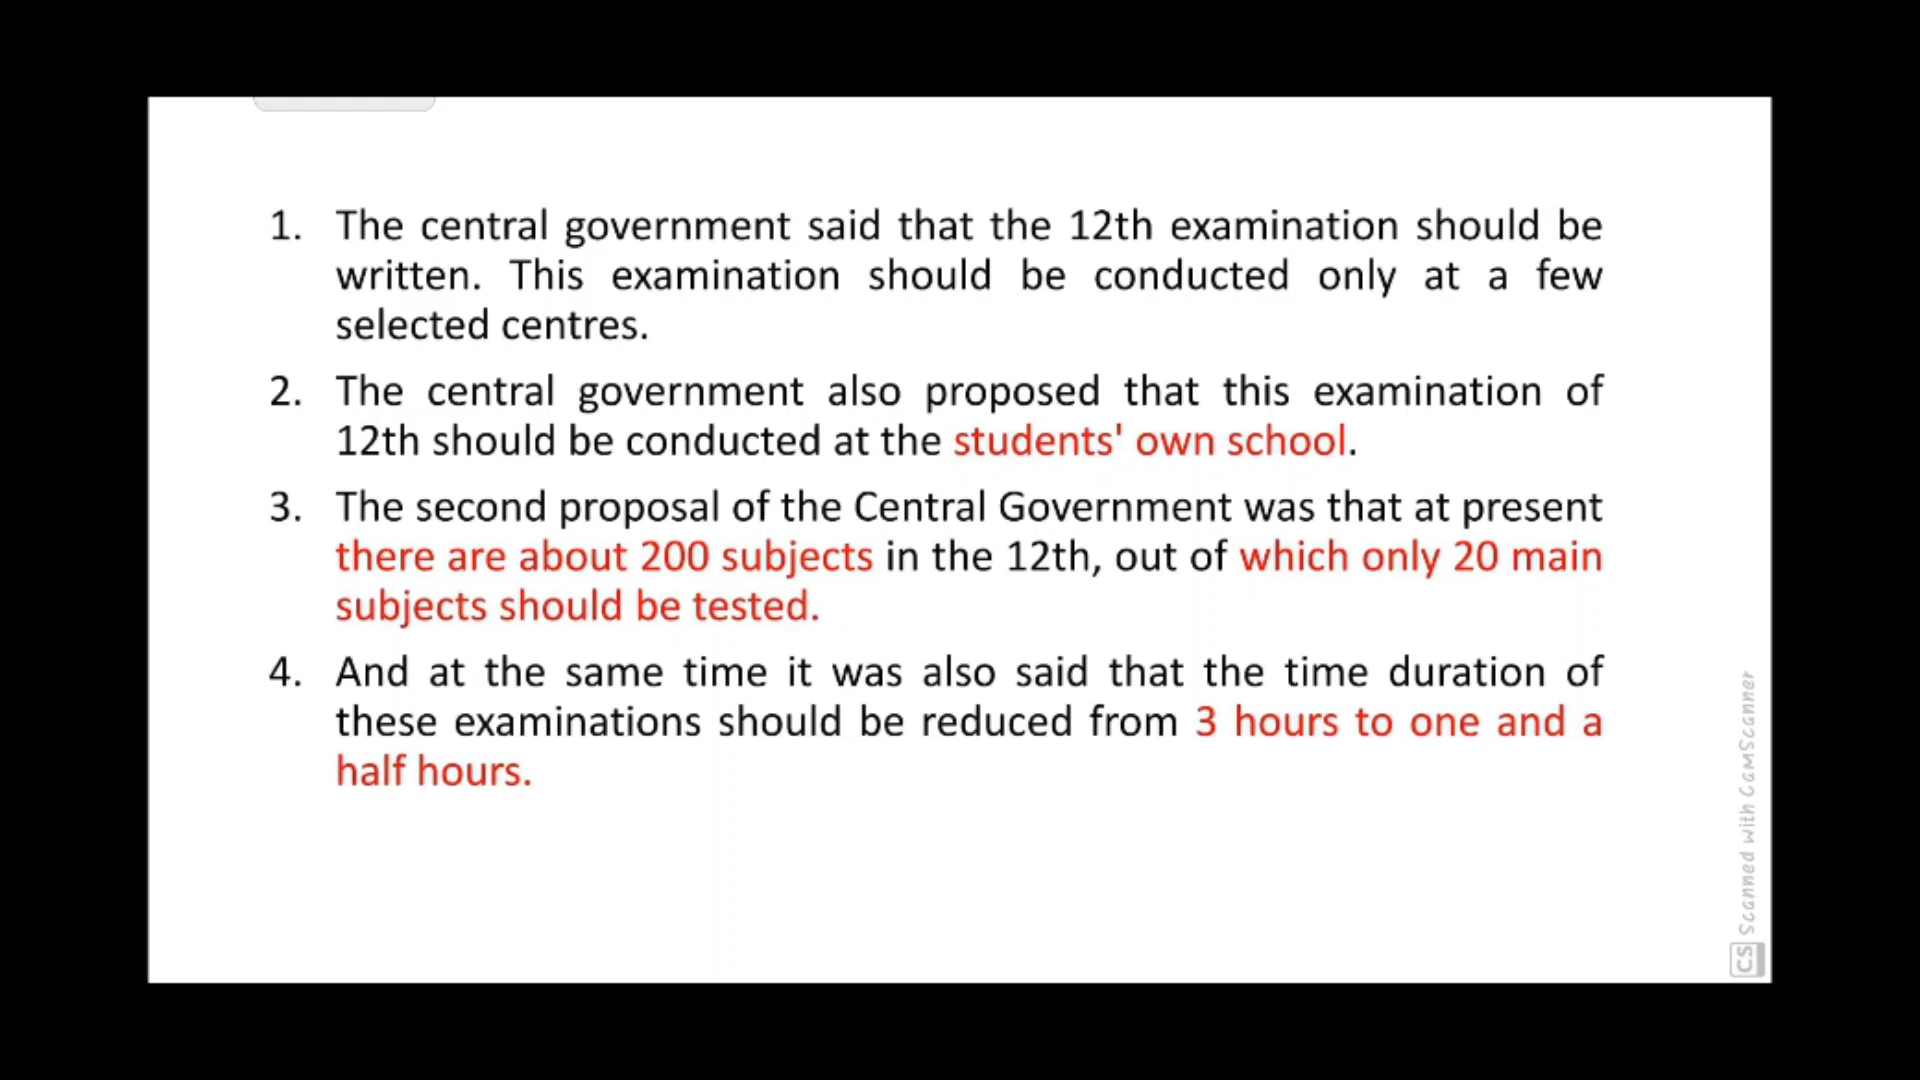 1. The central government said that the 12th examination should be
written. This examination should be conducted only at a few
selected centres.
2. The central government also proposed that this examination of
12th should be conducted at the students' own school.
3. The second proposal of the Central Government was that at present
there are about 200 subjects in the 12th, out of which only 20 main
subjects should be tested.
4. And at the same time it was also said that the time duration of
these examinations should be reduced from 3 hours to one and a
half hours.
CS Scanned with CamScanner